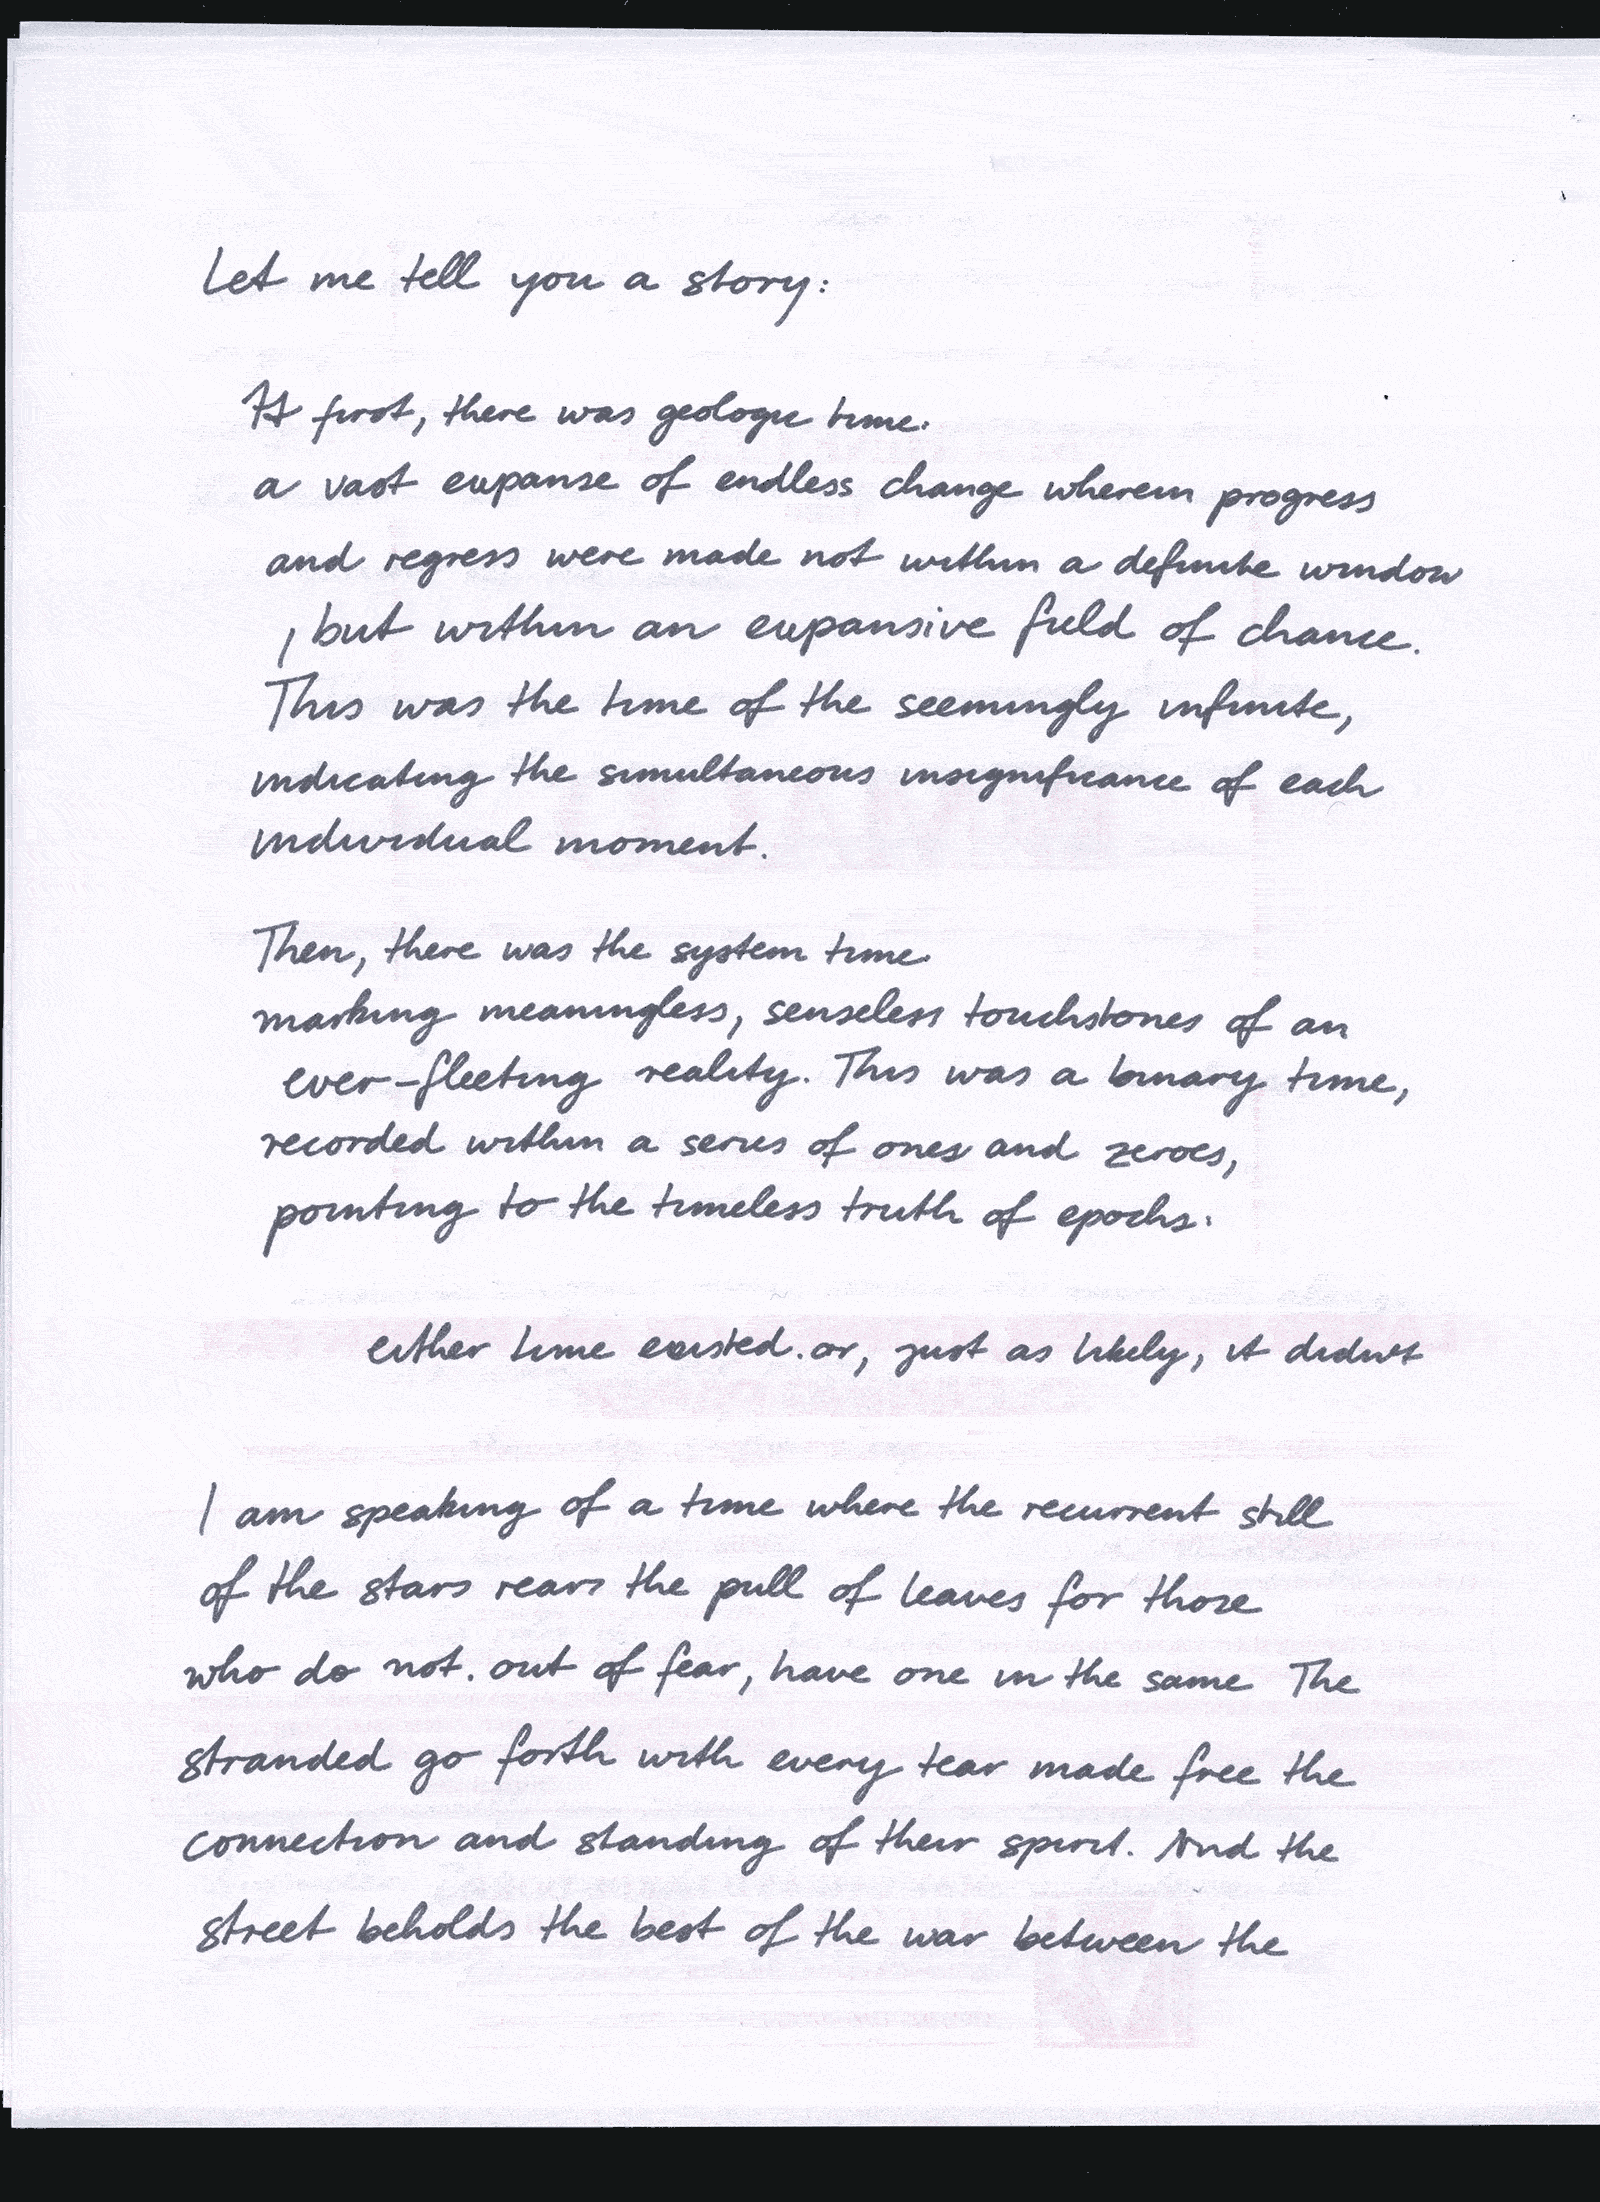 Let me tell you a story:
At first, there was geologic time.
a vast expanse of endless change wherein progress
and regress were made not within a definite window
, but within an expansive field of chance.
This was the time of the seemingly infinite,
indicating the simultaneous insignificance of each
individual moment.
Then, there was the system time.
marking meaningless, senseless touchstones of an
ever-fleeting reality. This was a binary time,
recorded within a series of ones and zeroes,
pointing to the timeless truth of epochs.
either time existed. or, just as likely, it didn't
I am speaking of a time where the recurrent still
of the stars rears the pull of leaves for those
who do not. out of fear, have one in the same The
stranded go forth with every tear made free the
connection and standing of their spirit. And the
street beholds the best of the war between the